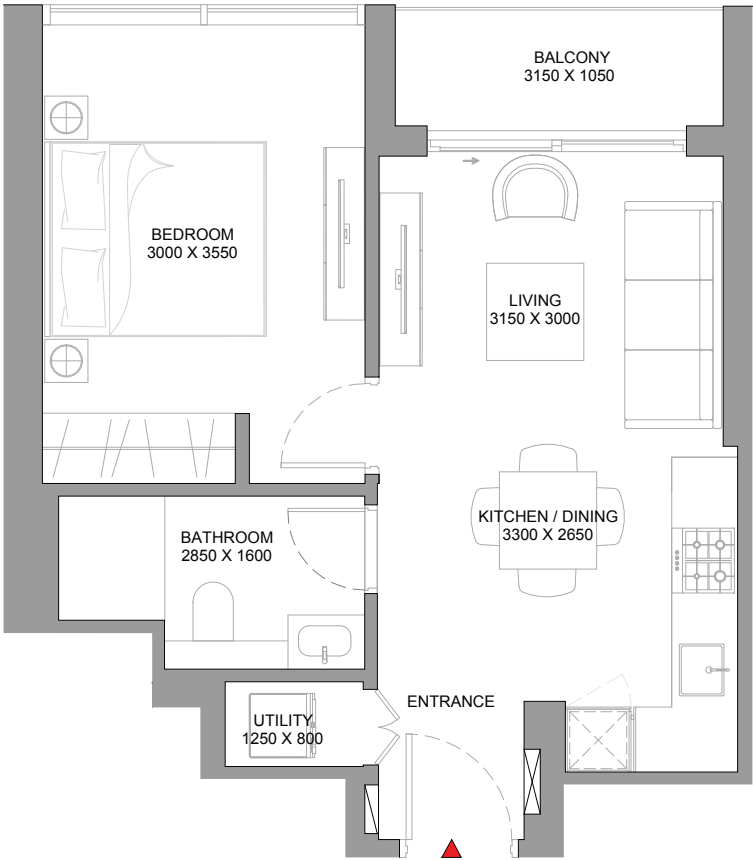 BALCONY
3150 X 1050
BEDROOM
3000 X 3550
LIVING
3150 X 3000
KITCHEN / DINING
3300 X 2650
BATHROOM
2850 X 1600
ENTRANCE
UTILITY
1250 X 800